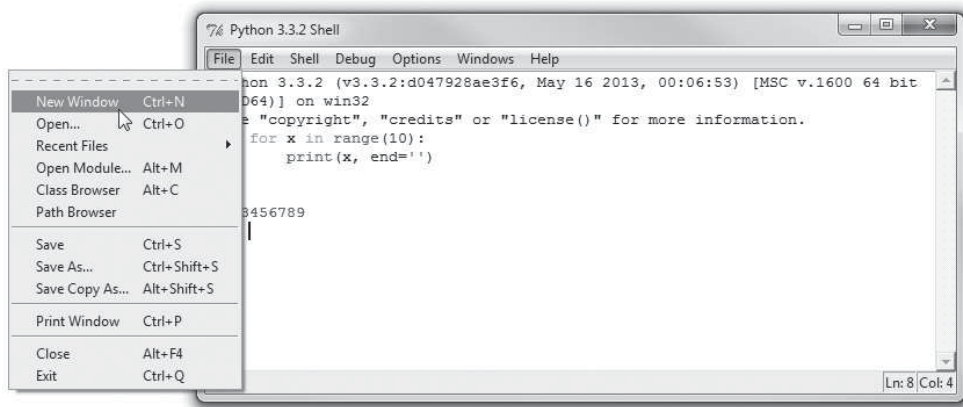 Python 3.3.2 Shell
File Edit Shell Debug Options Windows Help
hon 3.3.2 (v3.3.2:d047928ae3f6, May 16 2013, 00:06:53) [MSC v.1600 64 bit
D64)] on win32
e "copyright", "credits" or "license()" for more information.
for x in range(10):
print(x, end='')
3456789
New Window Ctrl+N
Open... Ctrl+O
Recent Files
Open Module... Alt+M
Class Browser Alt+C
Path Browser
Save Ctrl+S
Save As... Ctrl+Shift+S
Save Copy As... Alt+Shift+S
Print Window Ctrl+P
Close Alt+F4
Exit Ctrl+Q
Ln: 8 Col: 4